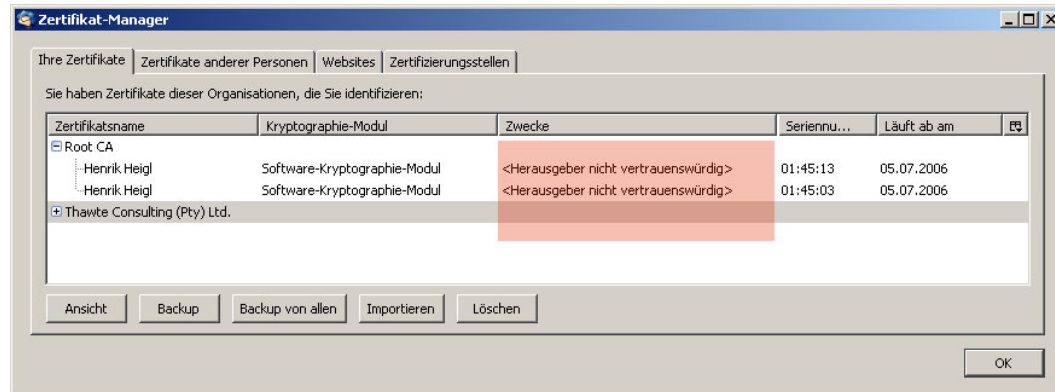 Zertifikat-Manager
Ihre Zertifikate Zertifikate anderer Personen Websites Zertifizierungsstellen
Sie haben Zertifikate dieser Organisationen, die Sie identifizieren:
Zertifikatsname Kryptographie-Modul Zwecke Seriennu... Läuft ab am
Root CA
Henrik Heigl Software-Kryptographie-Modul <Herausgeber nicht vertrauenswürdig> 01:45:13 05.07.2006
Henrik Heigl Software-Kryptographie-Modul <Herausgeber nicht vertrauenswürdig> 01:45:03 05.07.2006
Thawte Consulting (Pty) Ltd.
Ansicht Backup Backup von allen Importieren Löschen
OK